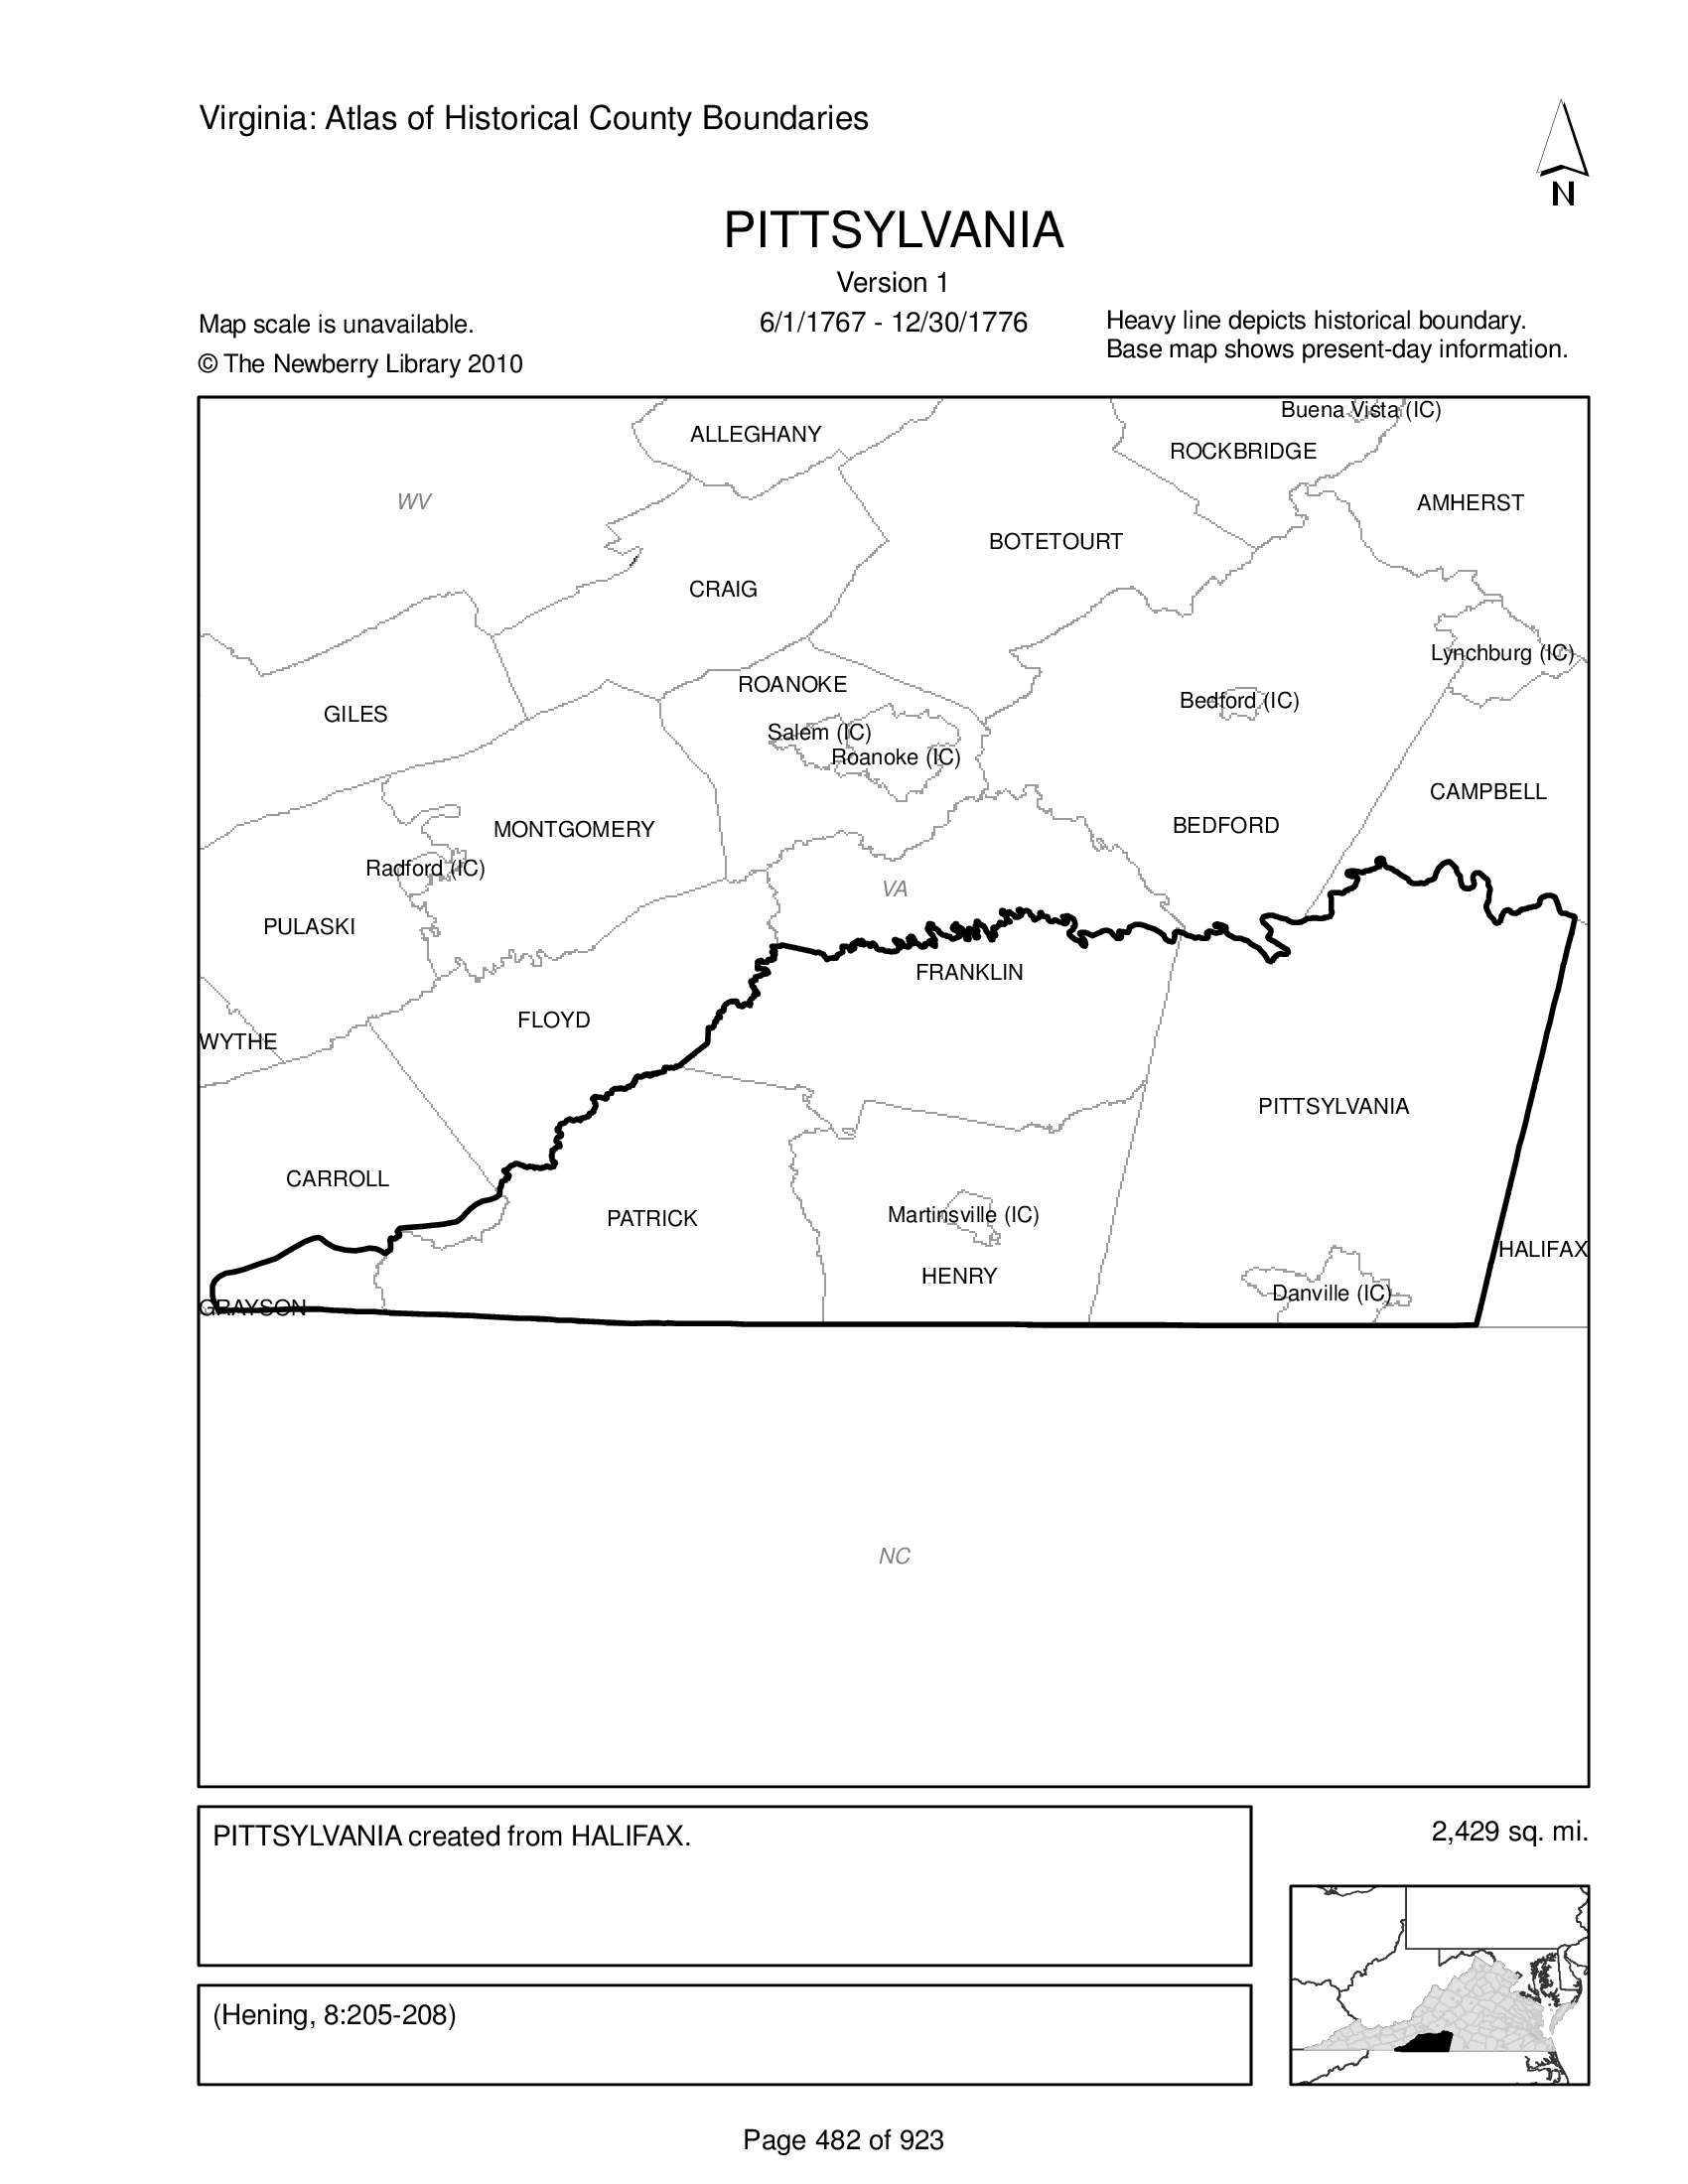 Virginia: Atlas of Historical County Boundaries
N
PITTSYLVANIA
Version 1
6/1/1767 - 12/30/1776
Map scale is unavailable.
© The Newberry Library 2010
Heavy line depicts historical boundary.
Base map shows present-day information.
Buena Vista (IC)
ALLEGHANY
ROCKBRIDGE
WV
AMHERST
BOTETOURT
CRAIG
Lynchburg (IC)
ROANOKE
Bedford (IC)
GILES
Salem (IC)
Roanoke (IC)
CAMPBELL
MONTGOMERY
BEDFORD
Radford (IC)
VA
PULASKI
FRANKLIN
FLOYD
WYTHE
PITTSYLVANIA
CARROLL
PATRICK
Martinsville (IC)
HALIFAX
HENRY
Danville (IC)
GRAYSON
NC
PITTSYLVANIA created from HALIFAX.
2,429 sq. mi.
(Hening, 8:205-208)
Page 482 of 923